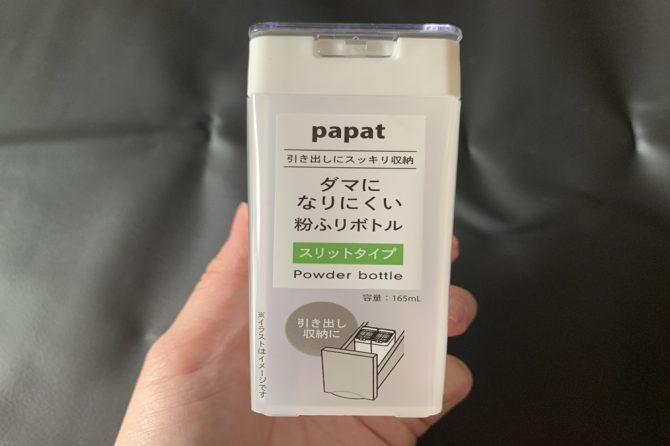 papat
引き出しにスッキリ収納
ダマに
なりにくい
粉ふりボトル
スリットタイプ
Powder bottle
容量：165mL
引き出し
収納に
※イラストはイメージです